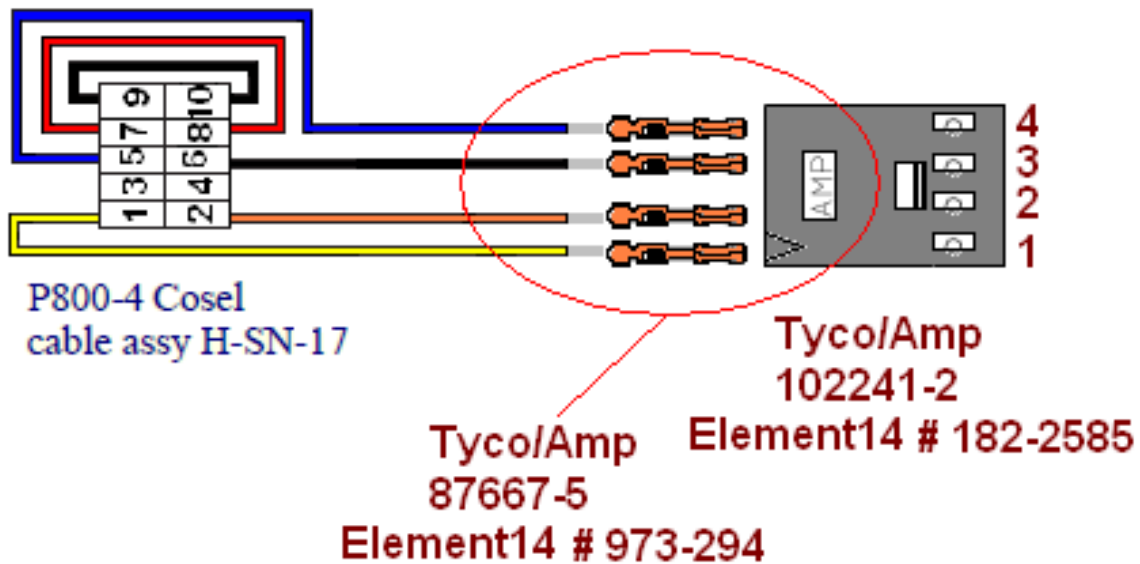 9 10
7 8
5 6
3 4
1 2
AMP
4
3
2
1
P800-4 Cosel
cable assy H-SN-17
Tyco/Amp
102241-2
Element14 # 182-2585
Tyco/Amp
87667-5
Element14 # 973-294